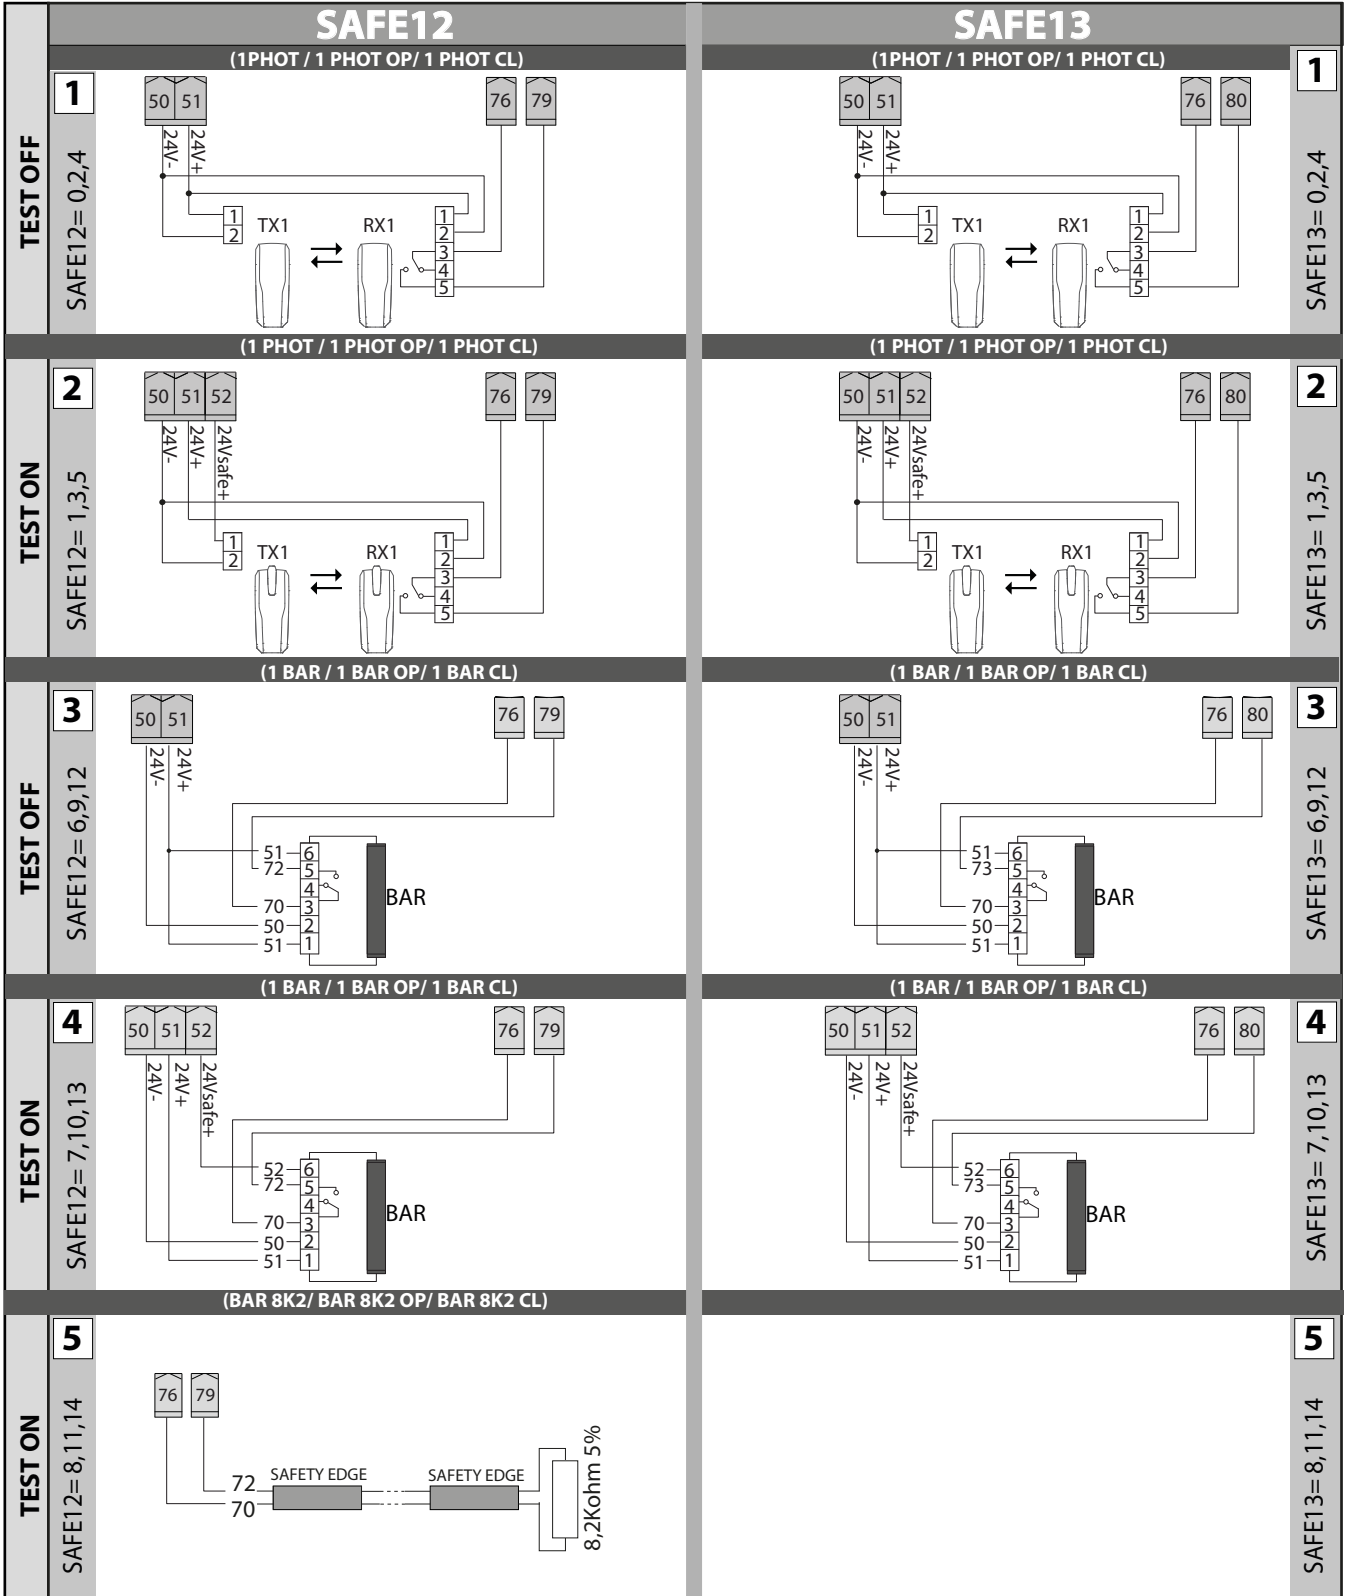 SAFE12
SAFE13
(1PHOT / 1 PHOT OP/ 1 PHOT CL)
(1PHOT / 1 PHOT OP/ 1 PHOT CL)
TEST OFF
1
SAFE12= 0,2,4
50 51
76 79
24V-
24V+
1
2
TX1
RX1
1
2
3
4
5
50 51
76 80
24V-
24V+
1
2
TX1
RX1
1
2
3
4
5
1
SAFE13= 0,2,4
(1 PHOT / 1 PHOT OP/ 1 PHOT CL)
(1 PHOT / 1 PHOT OP/ 1 PHOT CL)
TEST ON
2
SAFE12= 1,3,5
50 51 52
76 79
24V-
24V+
24Vsafe+
1
2
TX1
RX1
1
2
3
4
5
50 51 52
76 80
24V-
24V+
24Vsafe+
1
2
TX1
RX1
1
2
3
4
5
2
SAFE13= 1,3,5
(1 BAR / 1 BAR OP/ 1 BAR CL)
(1 BAR / 1 BAR OP/ 1 BAR CL)
TEST OFF
3
SAFE12= 6,9,12
50 51
76 79
24V-
24V+
51 6
72 5
4
70 3
50 2
51 1
BAR
50 51
76 80
24V-
24V+
51 6
73 5
4
70 3
50 2
51 1
BAR
3
SAFE13= 6,9,12
(1 BAR / 1 BAR OP/ 1 BAR CL)
(1 BAR / 1 BAR OP/ 1 BAR CL)
TEST ON
4
SAFE12= 7,10,13
50 51 52
76 79
24V-
24V+
24Vsafe+
52 6
72 5
4
70 3
50 2
51 1
BAR
50 51 52
76 80
24V-
24V+
24Vsafe+
52 6
73 5
4
70 3
50 2
51 1
BAR
4
SAFE13= 7,10,13
(BAR 8K2/ BAR 8K2 OP/ BAR 8K2 CL)
TEST ON
5
SAFE12= 8,11,14
76 79
72
70
SAFETY EDGE
SAFETY EDGE
8,2Kohm 5%
5
SAFE13= 8,11,14